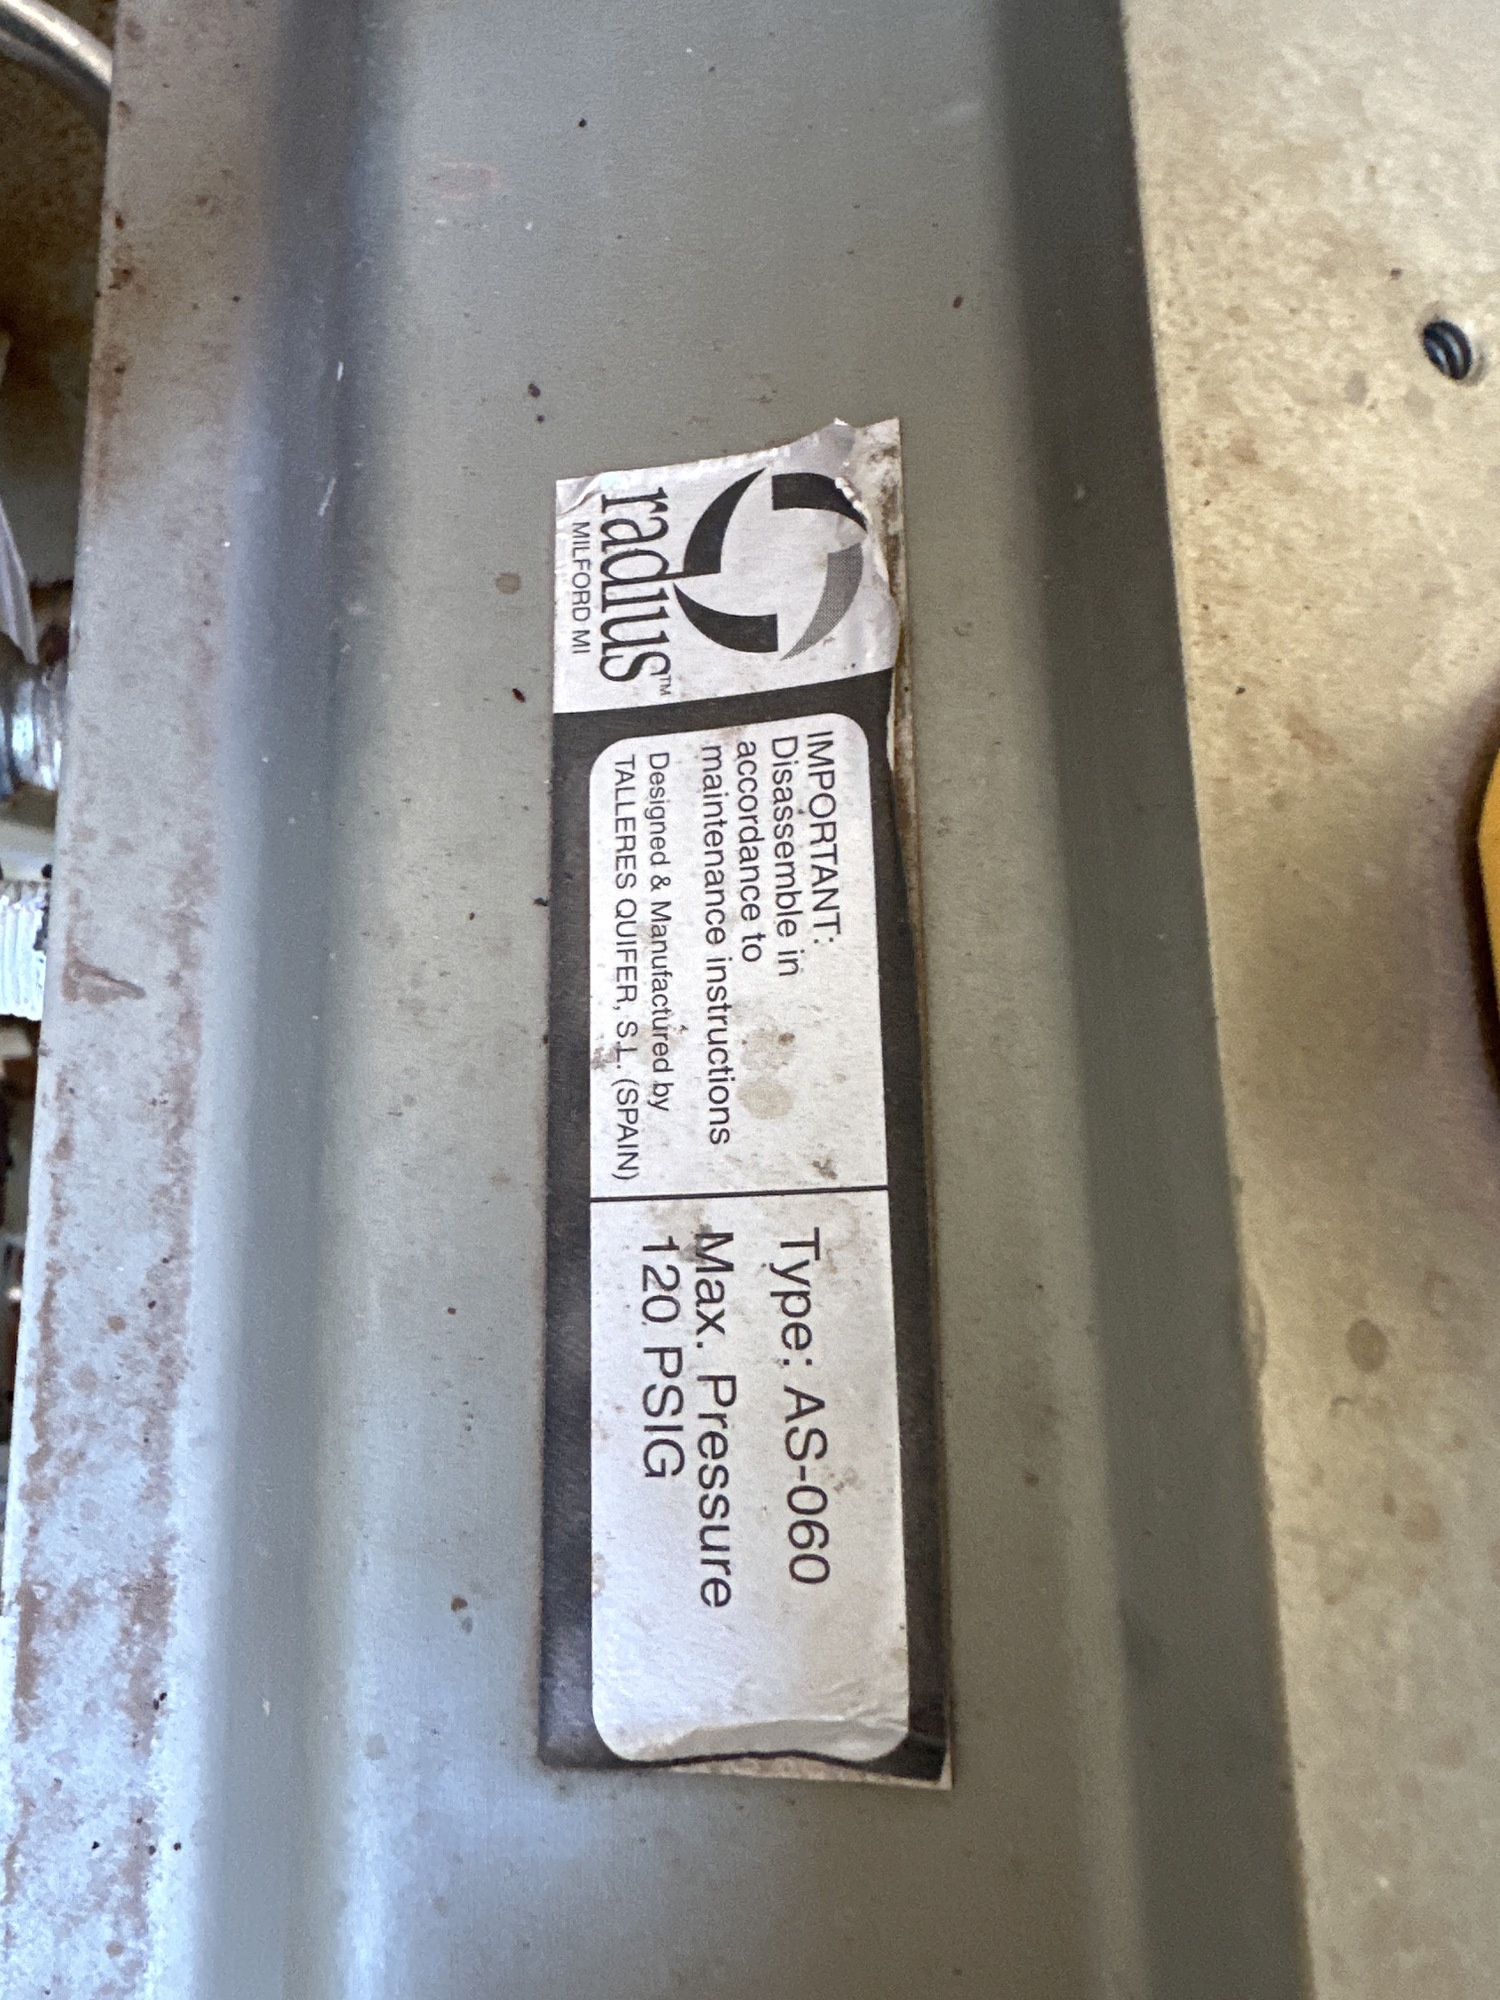 radius™
MILFORD MI
IMPORTANT:
Disassemble in
accordance to
maintenance instructions
Designed & Manufactured by
TALLERES QUIFER, S.L. (SPAIN)
Type: AS-060
Max. Pressure
120 PSIG